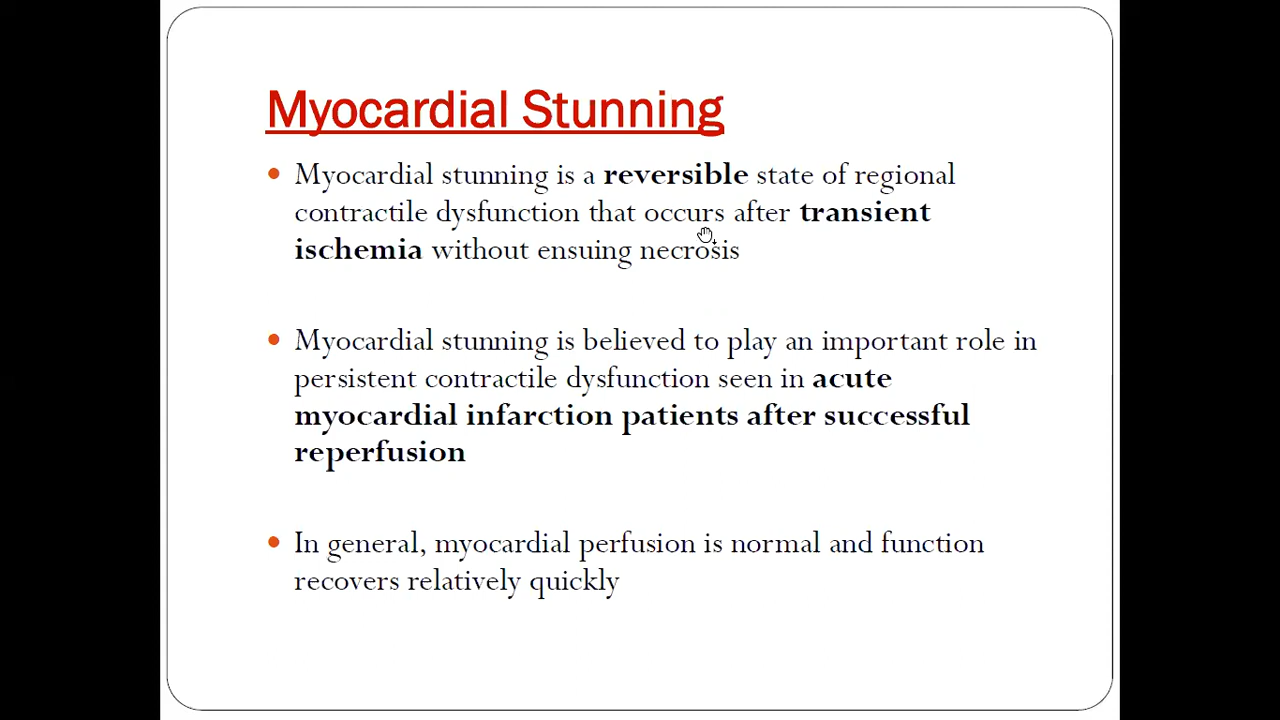 Myocardial Stunning
• Myocardial stunning is a reversible state of regional
contractile dysfunction that occurs after transient
ischemia without ensuing necrosis
• Myocardial stunning is believed to play an important role in
persistent contractile dysfunction seen in acute
myocardial infarction patients after successful
reperfusion
• In general, myocardial perfusion is normal and function
recovers relatively quickly